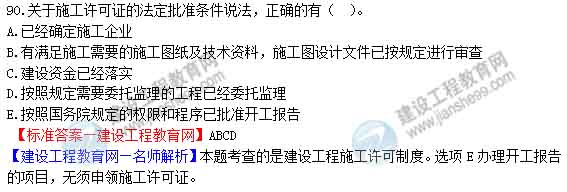 90.关于施工许可证的法定批准条件说法，正确的有（   ）。
A.已经确定施工企业
B.有满足施工需要的施工图纸及技术资料，施工图设计文件已按规定进行审查
C.建设资金已经落实
D.按照规定需要委托监理的工程已经委托监理
E.按照国务院规定的权限和程序已批准开工报告
【标准答案—建设工程教育网】ABCD
【建设工程教育网—名师解析】本题考查的是建设工程施工许可制度。选项E办理开工报告
的项目，无须申领施工许可证。
建设工程教育网
www.jianshe99.com